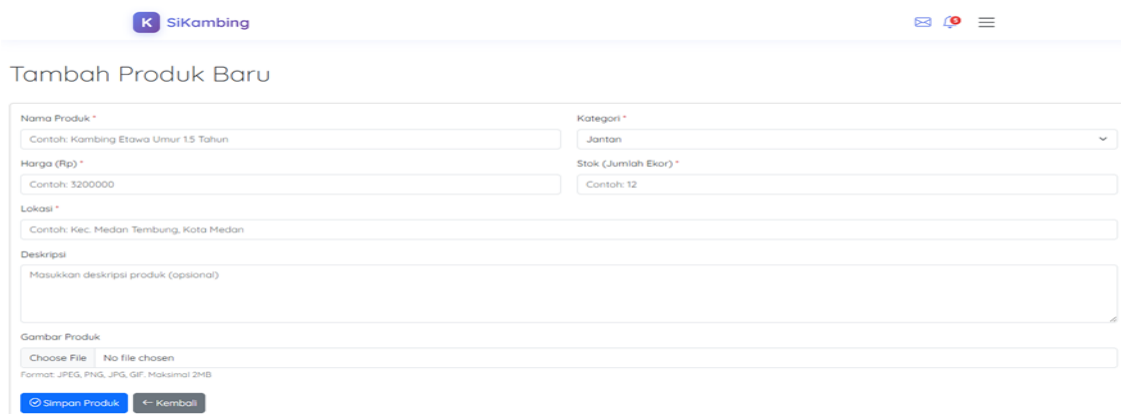 K SiKambing 5
Tambah Produk Baru
Nama Produk * Kategori *
Contoh: Kambing Etawa Umur 1.5 Tahun Jantan
Harga (Rp) * Stok (Jumlah Ekor) *
Contoh: 3200000 Contoh: 12
Lokasi *
Contoh: Kec. Medan Tembung, Kota Medan
Deskripsi
Masukkan deskripsi produk (opsional)
Gambar Produk
Choose File No file chosen
Format: JPEG, PNG, JPG, GIF. Maksimal 2MB
Simpan Produk ← Kembali